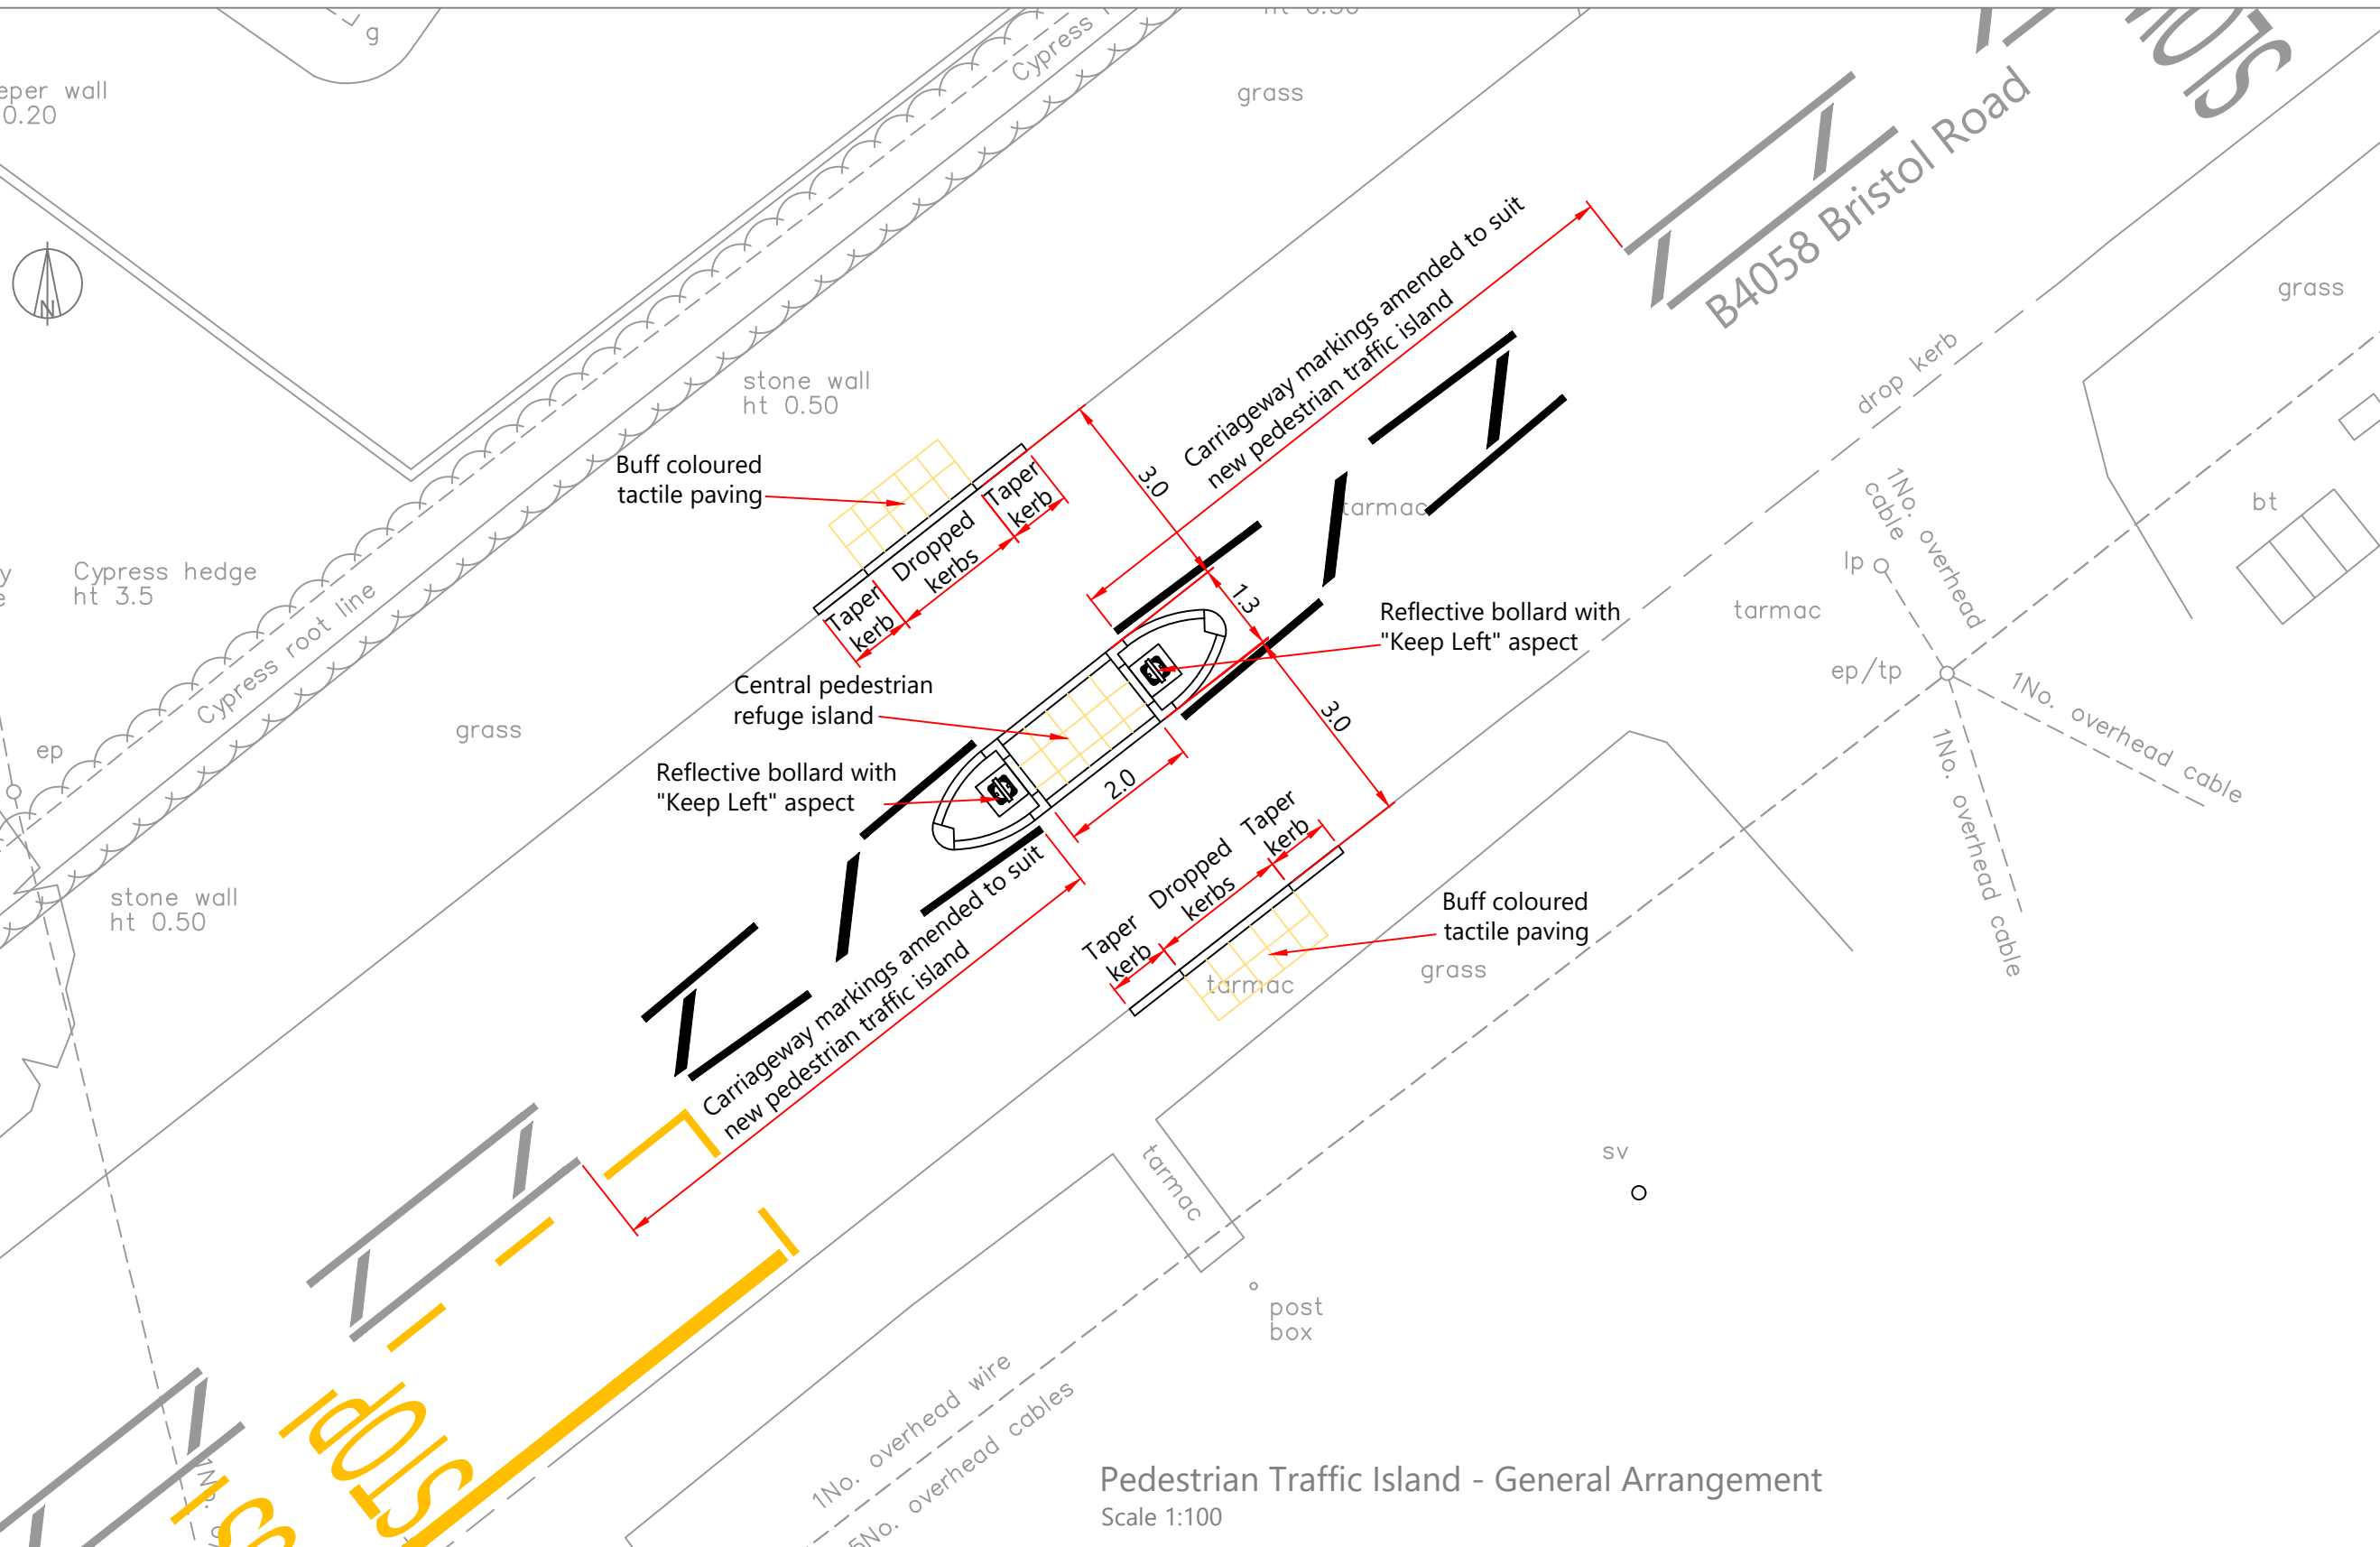 g
Cypress
eper wall
0.20
grass
SLOW
B4058 Bristol Road
N
Carriageway markings amended to suit
new pedestrian traffic island
grass
drop kerb
stone wall
ht 0.50
Buff coloured
tactile paving
Taper
kerb
Dropped
kerbs
Taper
kerb
3.0
tarmac
1No. overhead
cable
bt
lp
Cypress hedge
ht 3.5
Cypress root line
1.3
Reflective bollard with
"Keep Left" aspect
tarmac
ep/tp
1No. overhead cable
1No. overhead cable
Central pedestrian
refuge island
grass
ep
3.0
Reflective bollard with
"Keep Left" aspect
2.0
Taper
kerb
Dropped
kerbs
Taper
kerb
stone wall
ht 0.50
Buff coloured
tactile paving
grass
tarmac
Carriageway markings amended to suit
new pedestrian traffic island
tarmac
sv
post
box
1No. overhead wire
5No. overhead cables
STOP
1No.
Pedestrian Traffic Island - General Arrangement
Scale 1:100